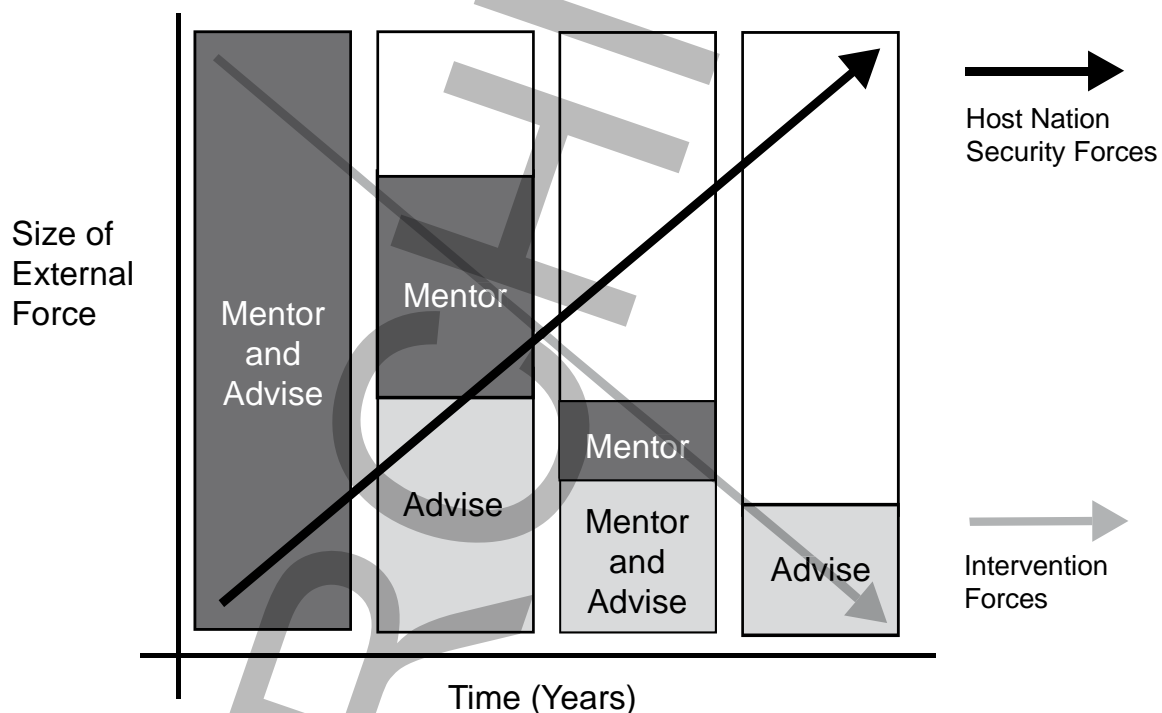 Size of
External
Force
Mentor
and
Advise
Mentor
Advise
Mentor
Mentor
and
Advise
Advise
Host Nation
Security Forces
Intervention
Forces
Time (Years)